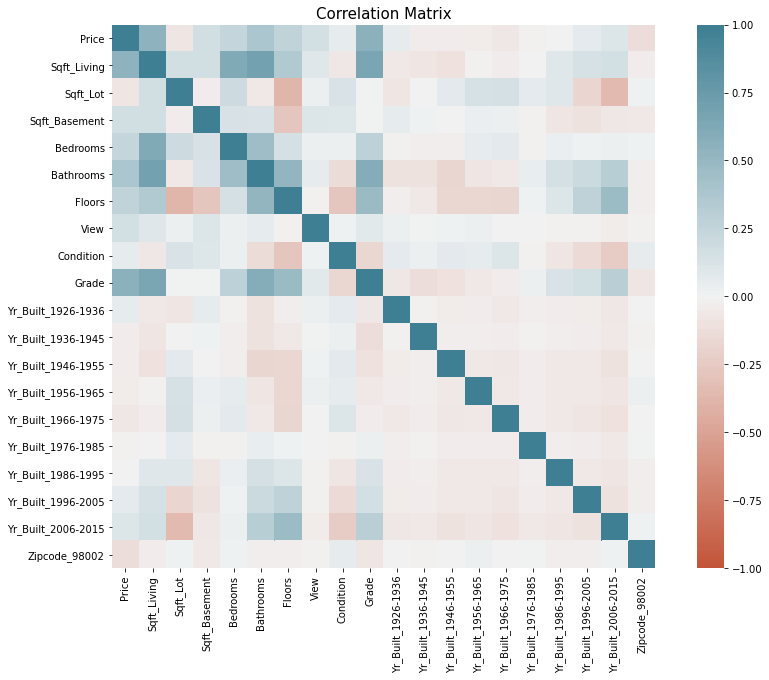 Correlation Matrix
Price
Sqft_Living
Sqft_Lot
Sqft_Basement
Bedrooms
Bathrooms
Floors
View
Condition
Grade
Yr_Built_1926-1936
Yr_Built_1936-1945
Yr_Built_1946-1955
Yr_Built_1956-1965
Yr_Built_1966-1975
Yr_Built_1976-1985
Yr_Built_1986-1995
Yr_Built_1996-2005
Yr_Built_2006-2015
Zipcode_98002
Price
Sqft_Living
Sqft_Lot
Sqft_Basement
Bedrooms
Bathrooms
Floors
View
Condition
Grade
Yr_Built_1926-1936
Yr_Built_1936-1945
Yr_Built_1946-1955
Yr_Built_1956-1965
Yr_Built_1966-1975
Yr_Built_1976-1985
Yr_Built_1986-1995
Yr_Built_1996-2005
Yr_Built_2006-2015
Zipcode_98002
1.00
0.75
0.50
0.25
0.00
−0.25
−0.50
−0.75
−1.00